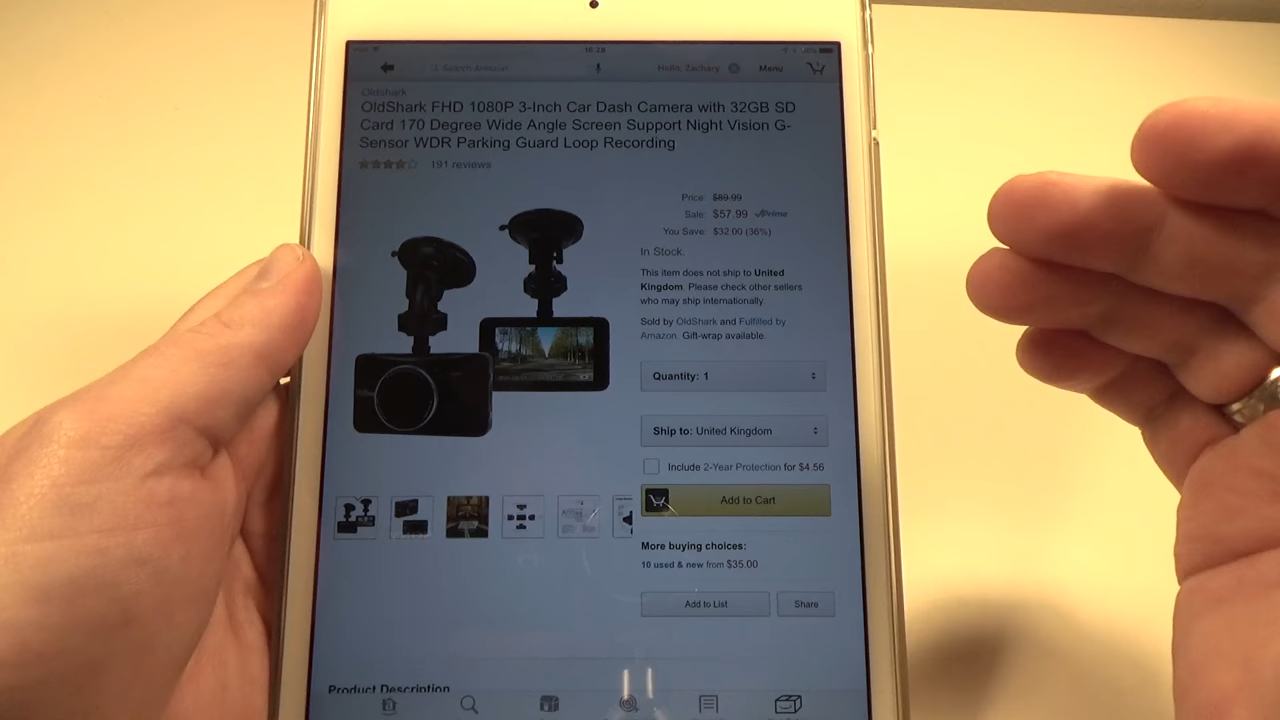 16:28
Search Amazon
Hello, Zachary
Menu
Oldshark
OldShark FHD 1080P 3-Inch Car Dash Camera with 32GB SD
Card 170 Degree Wide Angle Screen Support Night Vision G-
Sensor WDR Parking Guard Loop Recording
191 reviews
Price: $89.99
Sale: $57.99 Prime
You Save: $32.00 (36%)
In Stock.
This item does not ship to United
Kingdom. Please check other sellers
who may ship internationally.
Sold by OldShark and Fulfilled by
Amazon. Gift-wrap available.
Quantity: 1
Ship to: United Kingdom
Include 2-Year Protection for $4.56
Add to Cart
More buying choices:
10 used & new from $35.00
Add to List
Share
Product Description